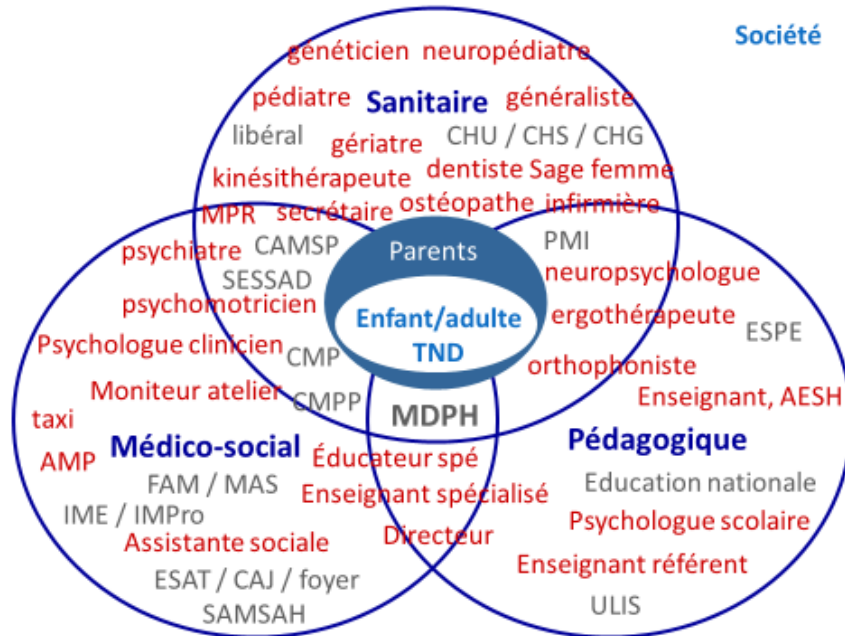 Société
généticien neuropédiatre
pédiatre Sanitaire généraliste
libéral gériatre CHU / CHS / CHG
kinésithérapeute dentiste Sage femme
MPR secrétaire ostéopathe infirmière
psychiatre CAMSP Parents PMI
SESSAD neuropsychologue
psychomotricien Enfant/adulte ergothérapeute
TND ESPE
Psychologue clinicien CMP orthophoniste
Moniteur atelier CMPP Enseignant, AESH
taxi MDPH
AMP Médico-social Éducateur spé Pédagogique
FAM / MAS Enseignant spécialisé Education nationale
IME / IMPro Directeur Psychologue scolaire
Assistante sociale Enseignant référent
ESAT / CAJ / foyer
SAMSAH ULIS